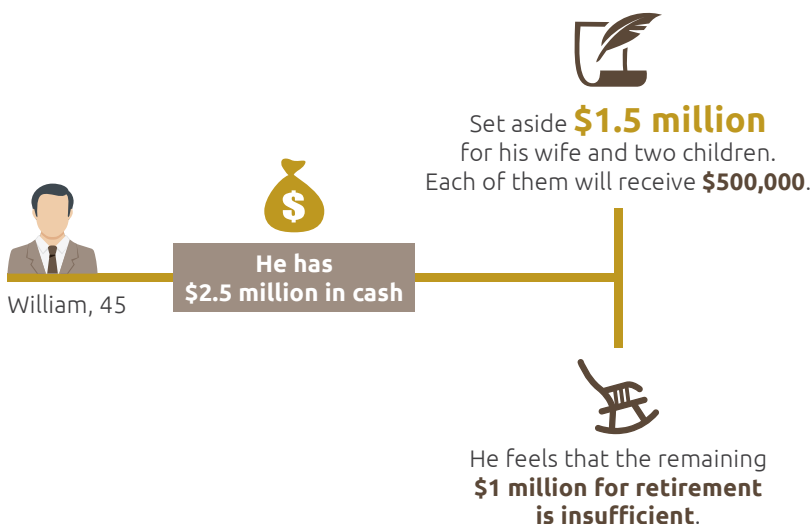 Set aside $1.5 million
for his wife and two children.
Each of them will receive $500,000.
$
He has
$2.5 million in cash
William, 45
He feels that the remaining
$1 million for retirement
is insufficient.